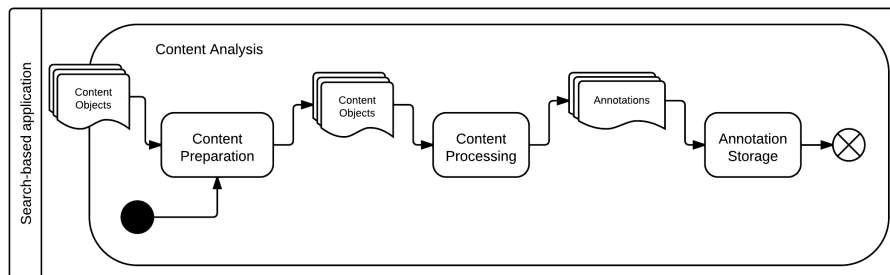 Search-based application
Content Analysis
Content
Objects
Content
Preparation
Content
Objects
Content
Processing
Annotations
Annotation
Storage